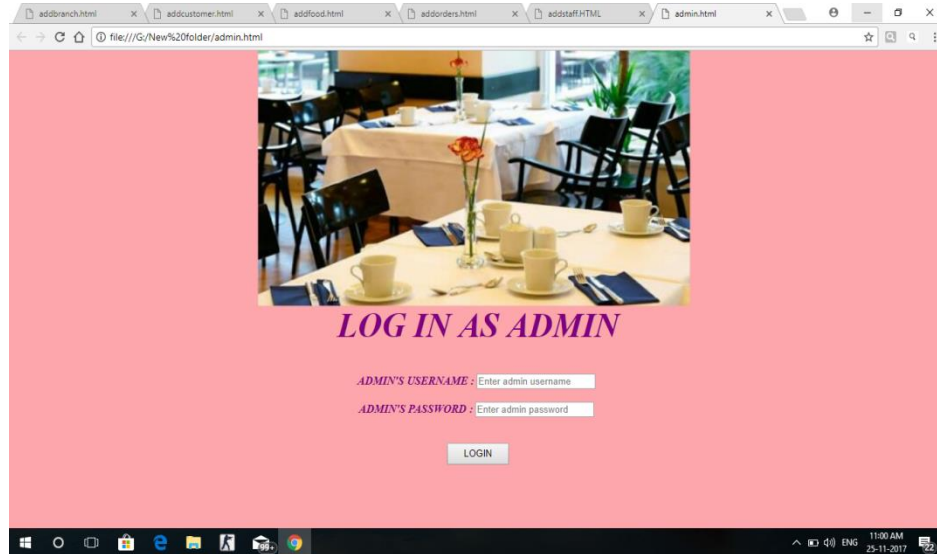 addbranch.html
addcustomer.html
addfood.html
addorders.html
addstaff.HTML
admin.html
file:///G:/New%20folder/admin.html
LOG IN AS ADMIN
ADMIN'S USERNAME : Enter admin username
ADMIN'S PASSWORD : Enter admin password
LOGIN
99+
ENG
11:00 AM
25-11-2017
22